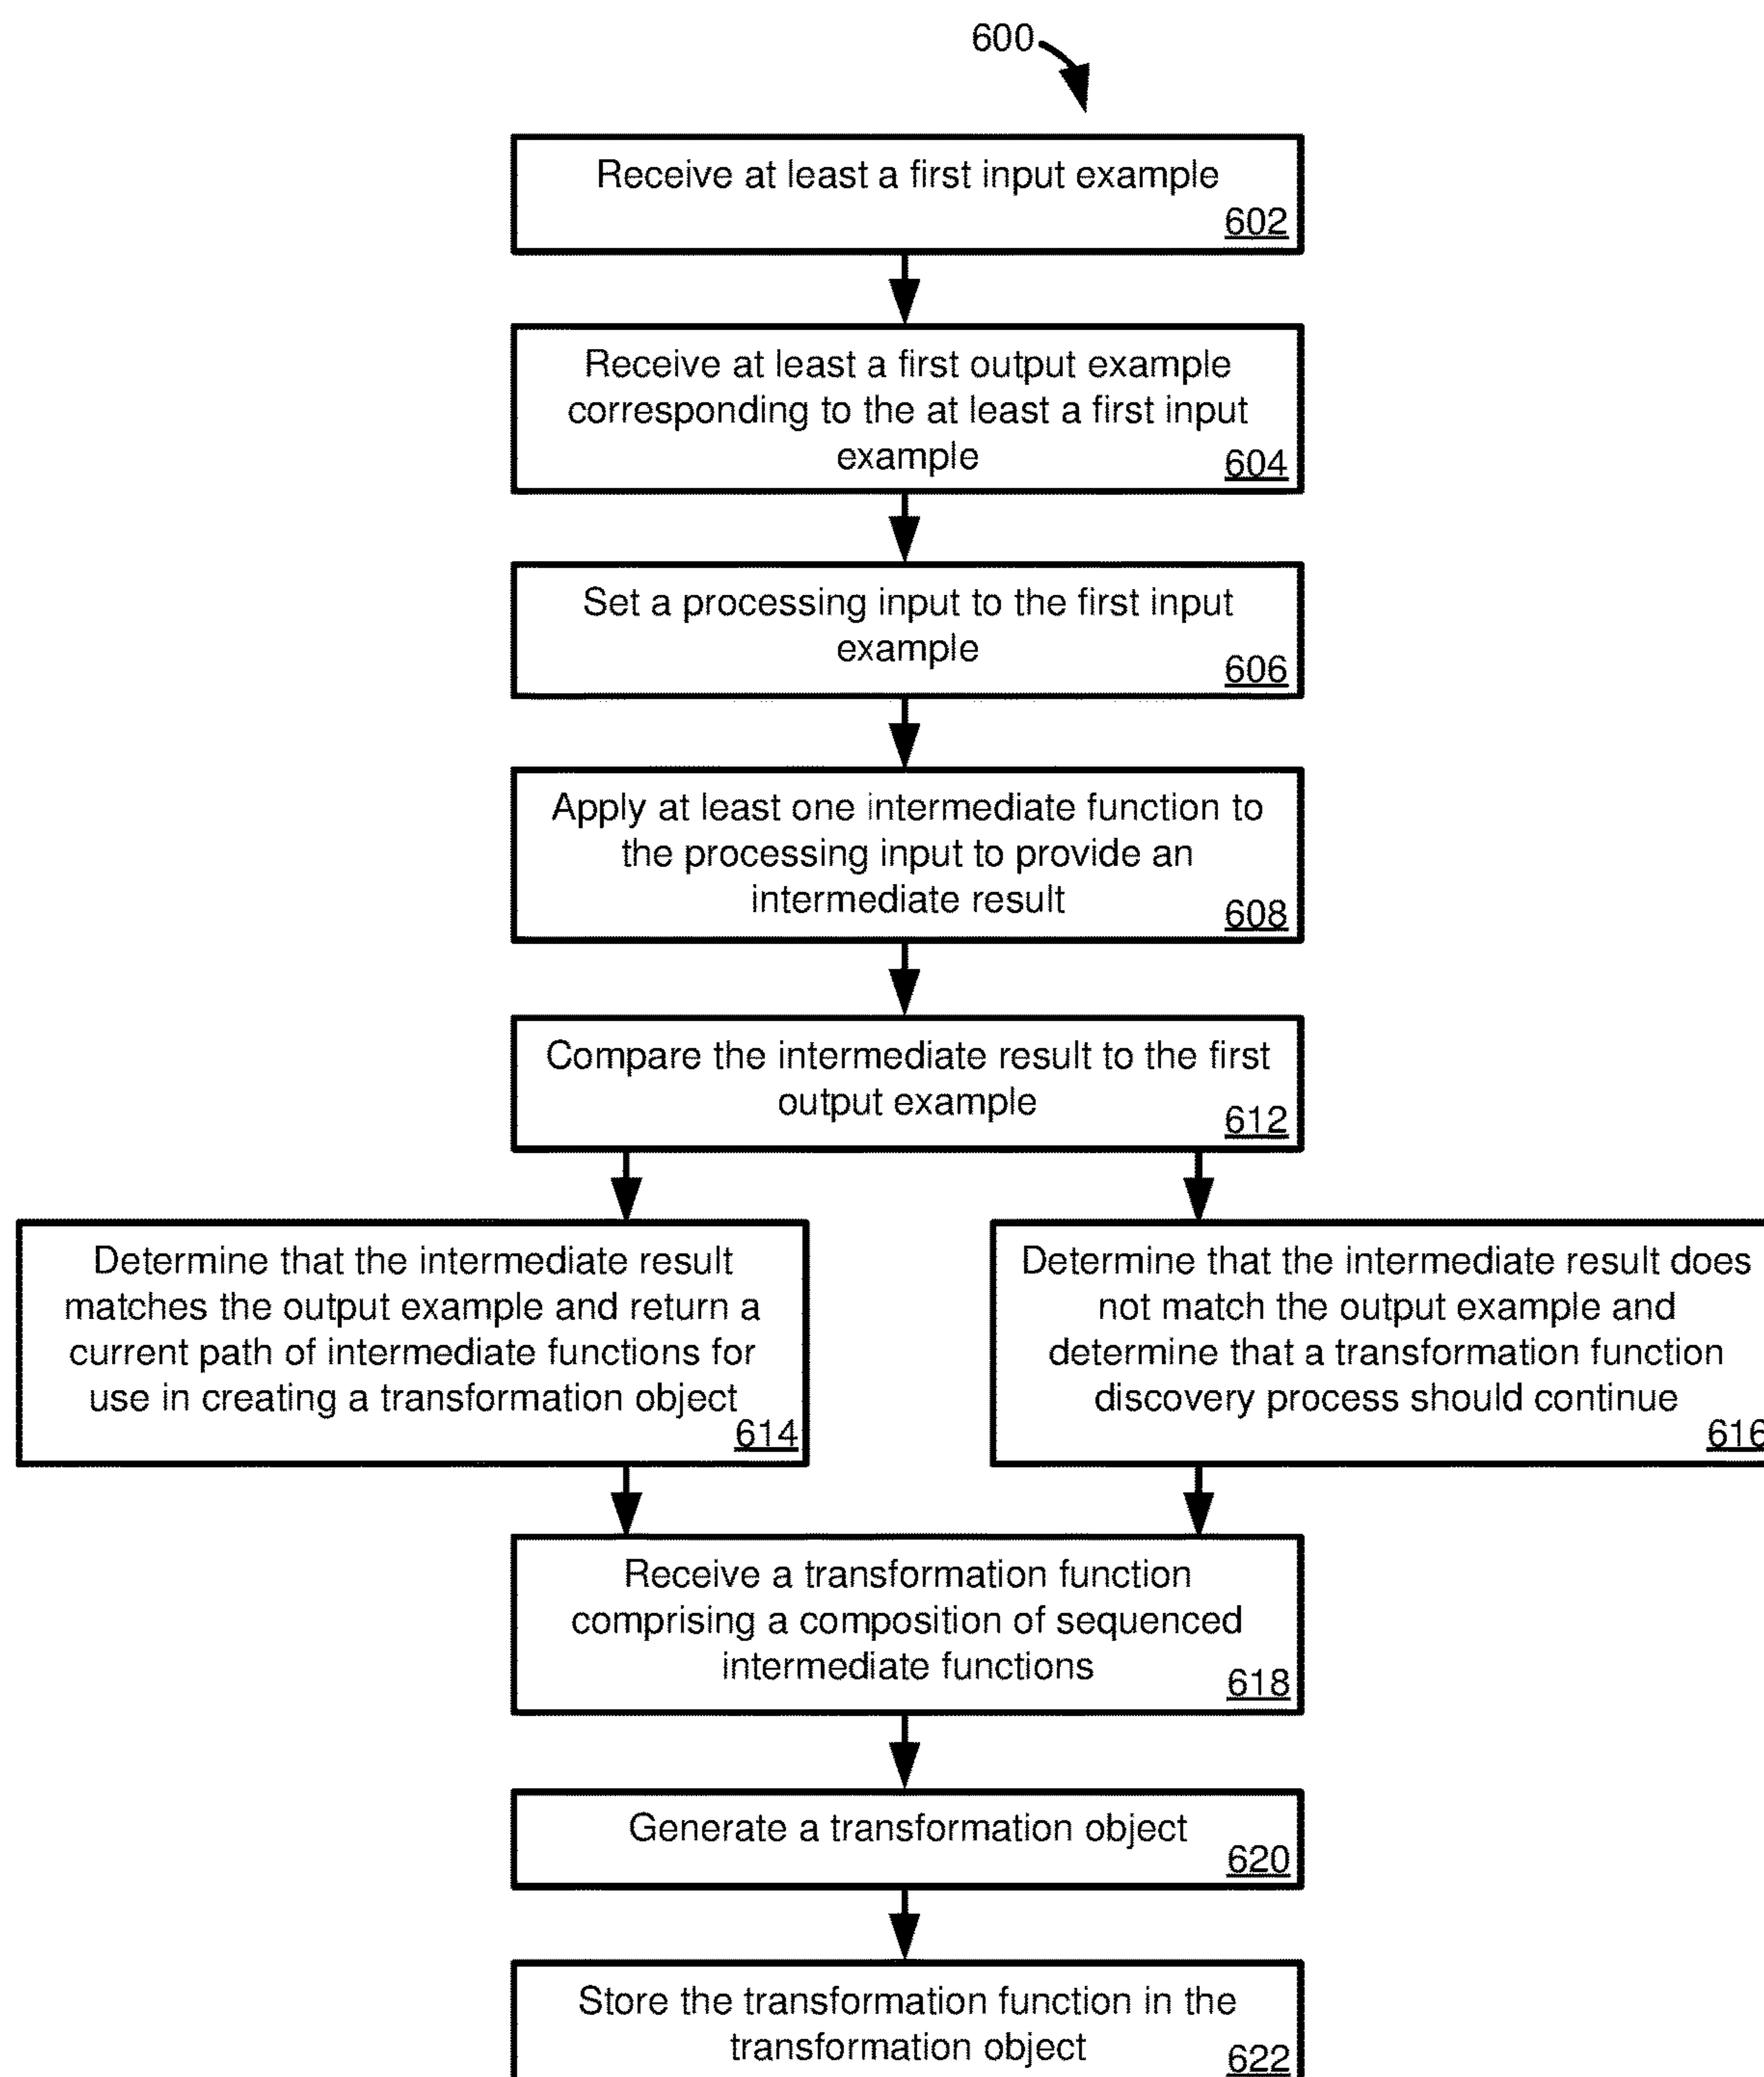 600
Receive at least a first input example
602
Receive at least a first output example
corresponding to the at least a first input
example
604
Set a processing input to the first input
example
606
Apply at least one intermediate function to
the processing input to provide an
intermediate result
608
Compare the intermediate result to the first
output example
612
Determine that the intermediate result
matches the output example and return a
current path of intermediate functions for
use in creating a transformation object
614
Determine that the intermediate result does
not match the output example and
determine that a transformation function
discovery process should continue
616
Receive a transformation function
comprising a composition of sequenced
intermediate functions
618
Generate a transformation object
620
Store the transformation function in the
transformation object
622